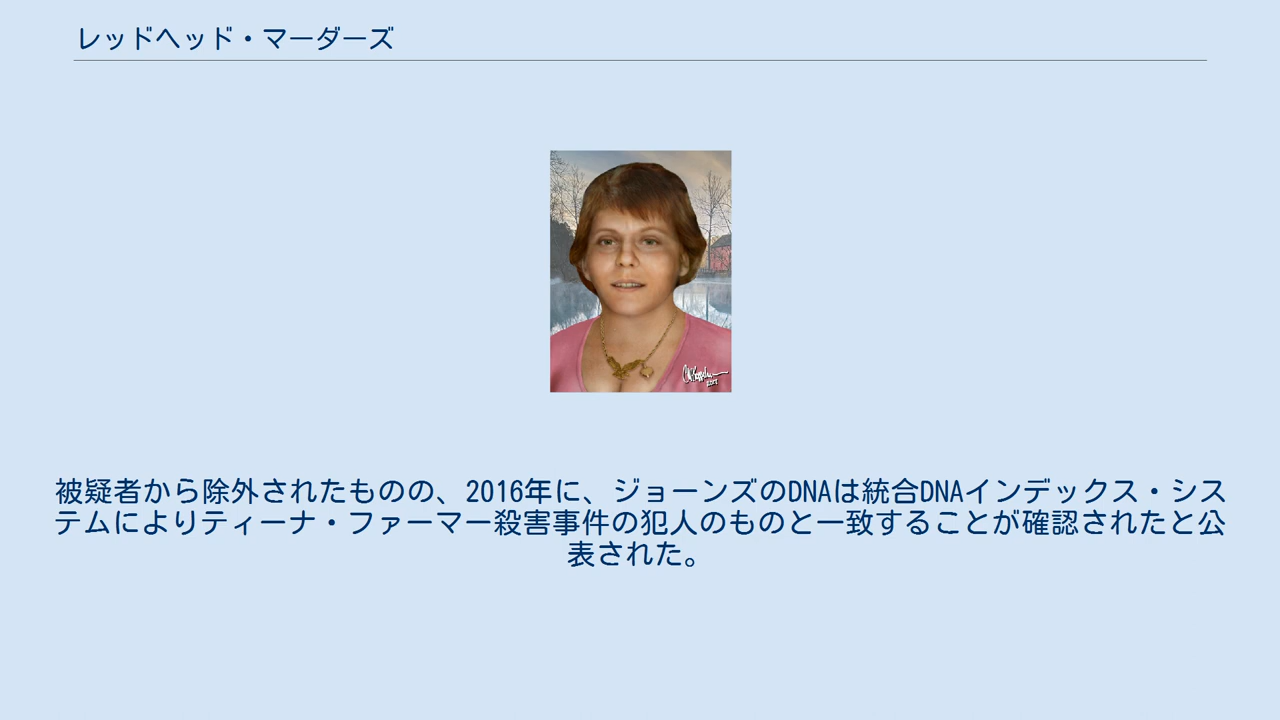 レッドヘッド・マーダーズ
被疑者から除外されたものの、2016年に、ジョーンズのDNAは統合DNAインデックス・シス
テムによりティーナ・ファーマー殺害事件の犯人のものと一致することが確認されたと公
表された。